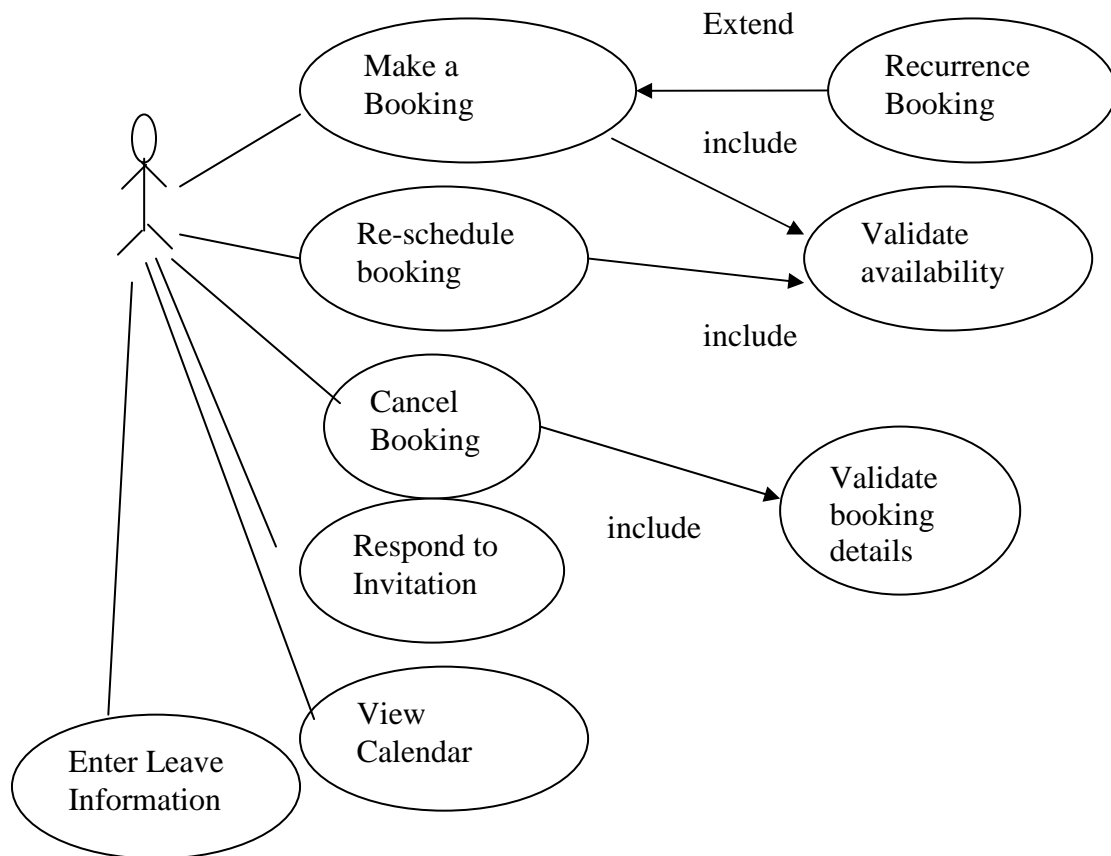 Extend
Make a
Booking
Recurrence
Booking
include
Re-schedule
booking
Validate
availability
include
Cancel
Booking
Validate
booking
details
include
Respond to
Invitation
View
Calendar
Enter Leave
Information